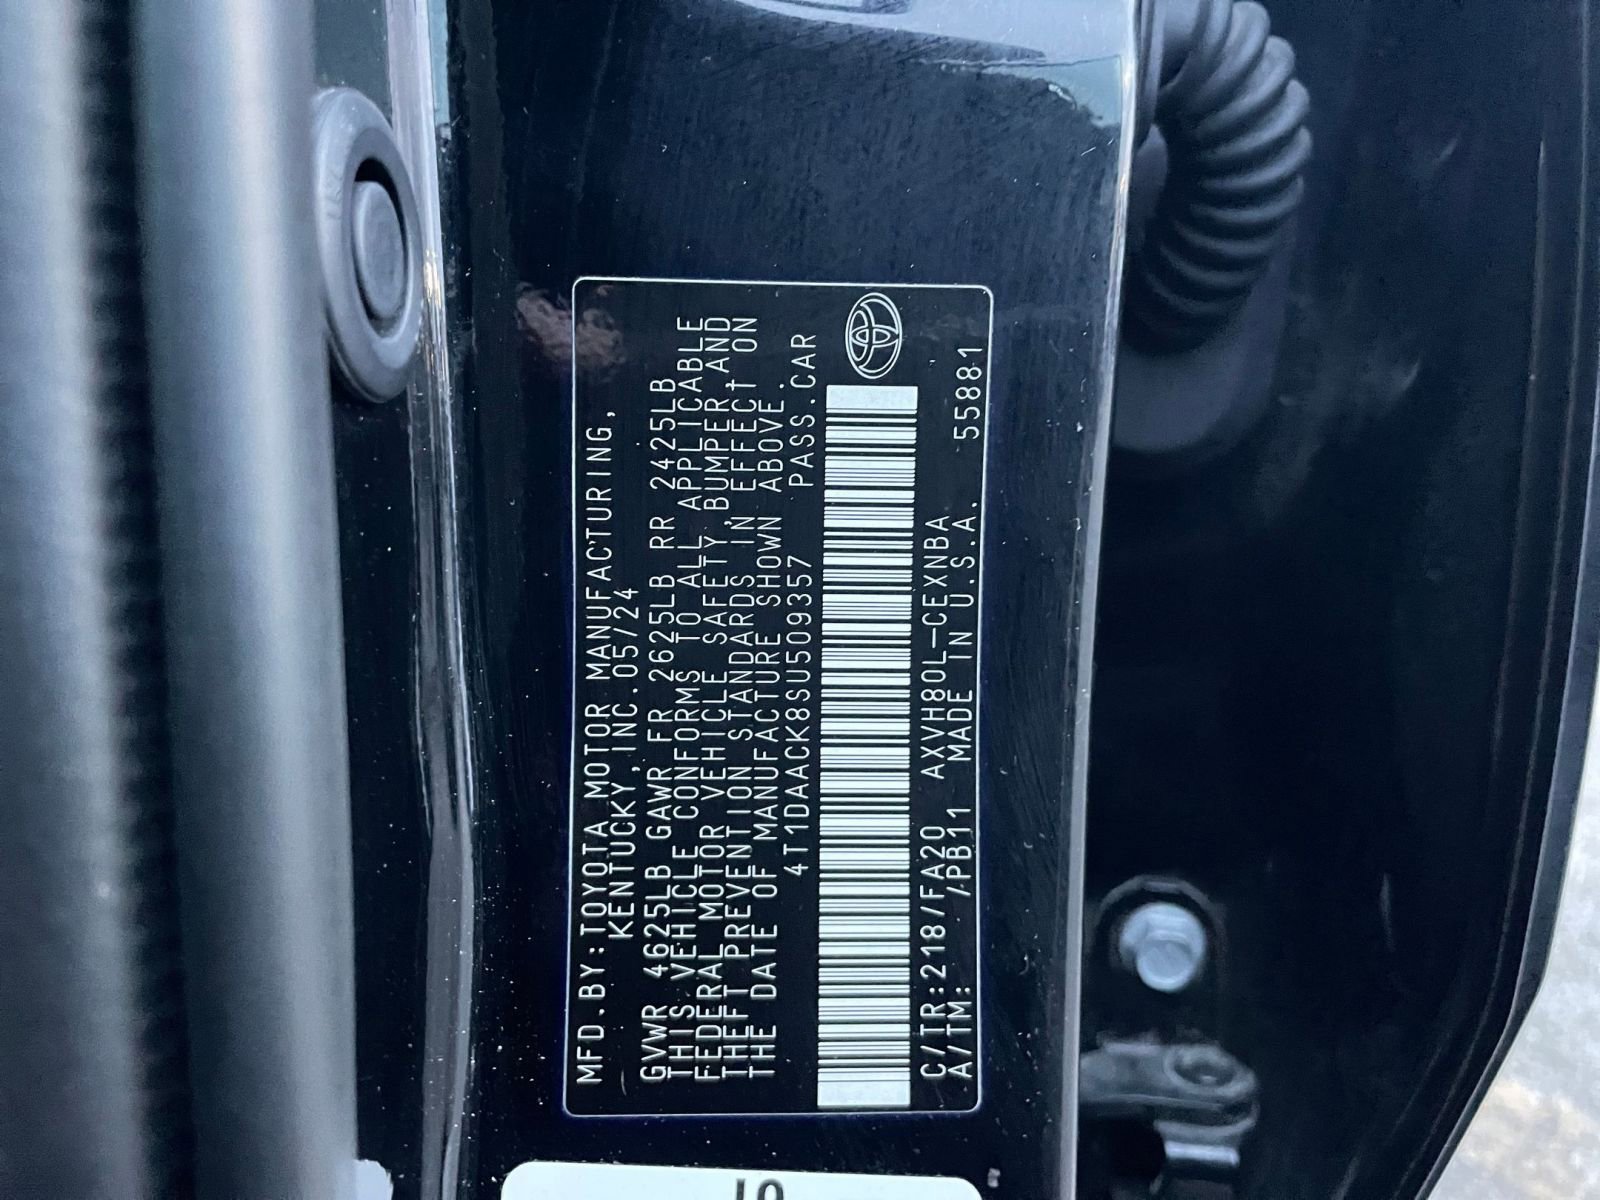 MFD.BY:TOYOTA MOTOR MANUFACTURING,
KENTUCKY,INC.05/24
GVWR 4625LB GAWR FR 2625LB RR 2425LB
THIS VEHICLE CONFORMS TO ALL APPLICABLE
FEDERAL MOTOR VEHICLE SAFETY,BUMPER,AND
THEFT PREVENTION STANDARDS IN EFFECT ON
THE DATE OF MANUFACTURE SHOWN ABOVE.
4T1DAACK8SU509357 PASS.CAR
C/TR:218/FA20 AXVH80L-CEXNBA
A/TM: /PB11 MADE IN U.S.A. 55881